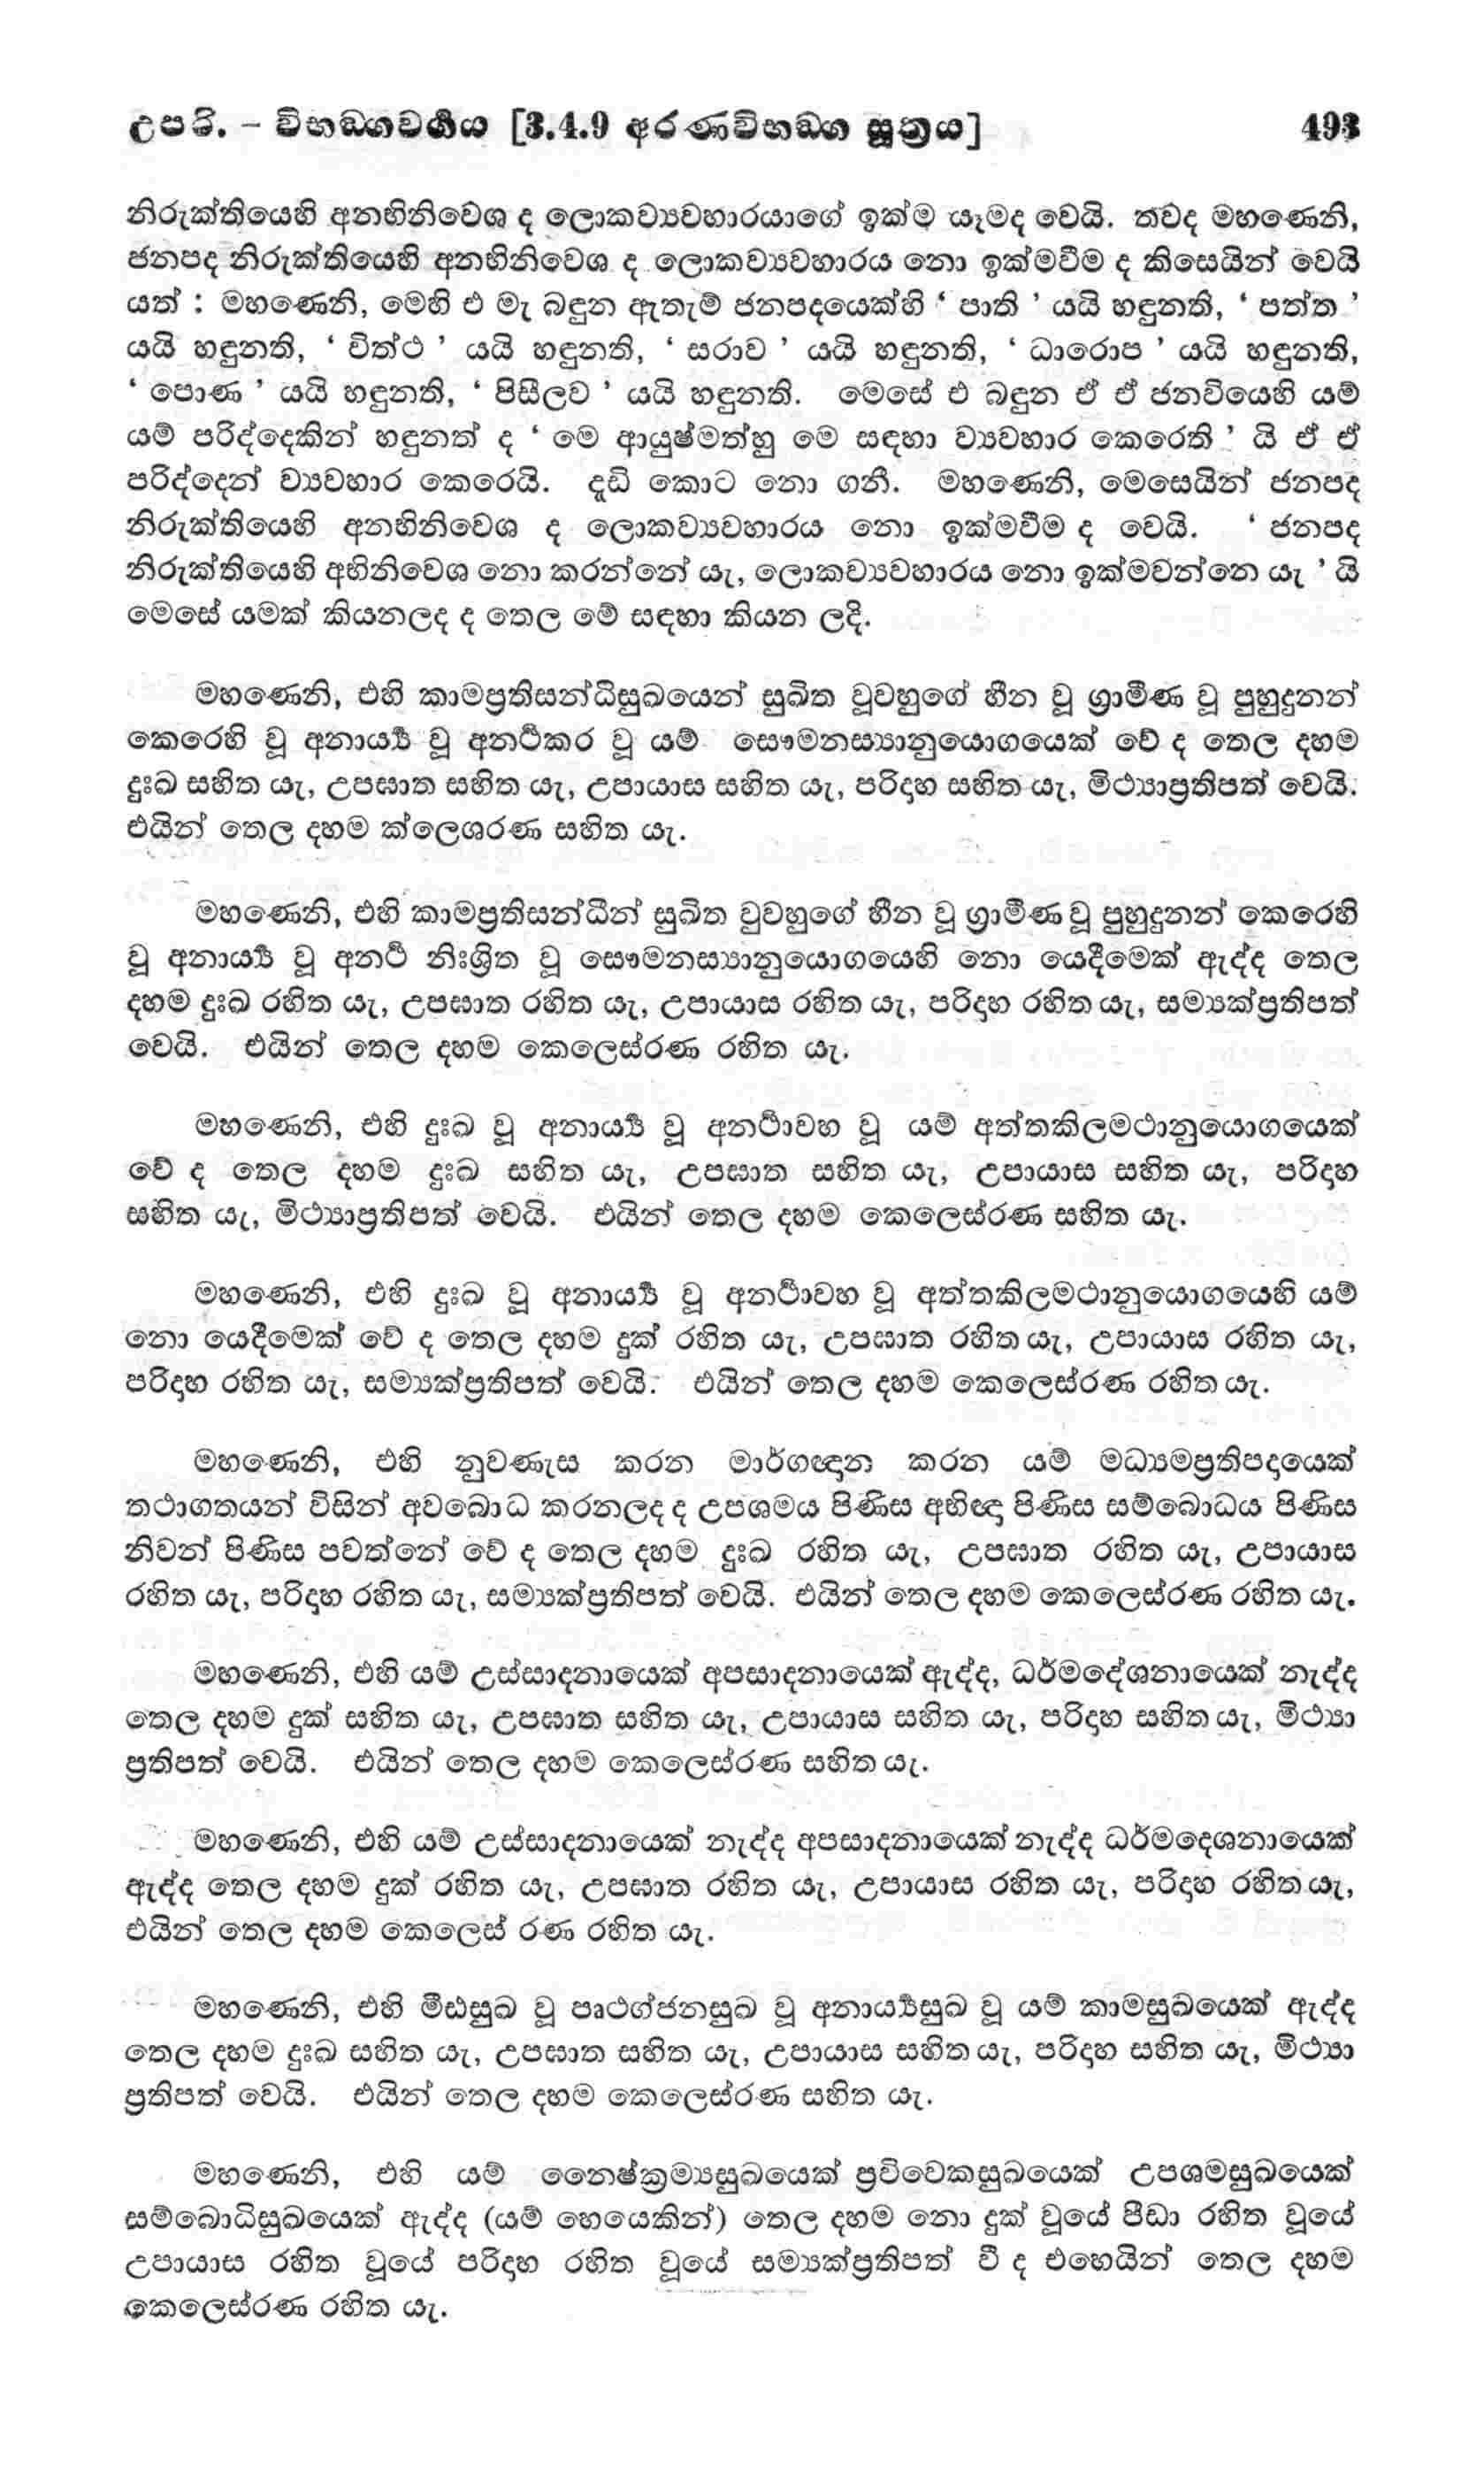 උපරි. – විභඞ්ගවර්ගය [3.4.9 අරණවිභඞ්ග සූත්‍රය] 493
නිරුක්තියෙහි අනභිනිවෙශ ද ලොකව්‍යවහාරයාගේ ඉක්ම යෑමද වෙයි. තවද මහණෙනි,
ජනපද නිරුක්තියෙහි අනභිනිවෙශ ද ලොකව්‍යවහාරය නො ඉක්මවීම ද කිසෙයින් වෙයි
යත් : මහණෙනි, මෙහි එ මැ බඳුන ඇතැම් ජනපදයෙක්හි ‘ පාති ’ යයි හඳුනති, ‘ පත්ත ’
යයි හඳුනති, ‘ විත්ථ ’ යයි හඳුනති, ‘ සරාව ’ යයි හඳුනති, ‘ ධාරොප ’ යයි හඳුනති,
‘ පොණ ’ යයි හඳුනති, ‘ පිසීලව ’ යයි හඳුනති. මෙසේ එ බඳුන ඒ ඒ ජනවියෙහි යම්
යම් පරිද්දෙකින් හඳුනත් ද ‘ මෙ ආයුෂ්මත්හු මෙ සඳහා ව්‍යවහාර කෙරෙති ’ යි ඒ ඒ
පරිද්දෙන් ව්‍යවහාර කෙරෙයි. දැඩි කොට නො ගනී. මහණෙනි, මෙසෙයින් ජනපද
නිරුක්තියෙහි අනභිනිවෙශ ද ලොකව්‍යවහාරය නො ඉක්මවීම ද වෙයි. ‘ ජනපද
නිරුක්තියෙහි අභිනිවෙශ නො කරන්නේ යැ, ලොකව්‍යවහාරය නො ඉක්මවන්නෙ යැ ’ යි
මෙසේ යමක් කියනලද ද තෙල මේ සඳහා කියන ලදි.
මහණෙනි, එහි කාමප්‍රතිසන්ධිසුඛයෙන් සුඛිත වූවහුගේ හීන වූ ග්‍රාමීණ වූ පුහුදුනන්
කෙරෙහි වූ අනාර්‍ය්‍ය වූ අනර්ථකර වූ යම් සෞමනස්‍යානුයොගයෙක් වේ ද තෙල දහම
දුඃඛ සහිත යැ, උපඝාත සහිත යැ, උපායාස සහිත යැ, පරිදාහ සහිත යැ, මිථ්‍යාප්‍රතිපත් වෙයි.
එයින් තෙල දහම ක්ලෙශරණ සහිත යැ.
මහණෙනි, එහි කාමප්‍රතිසන්ධීන් සුඛිත වුවහුගේ හීන වූ ග්‍රාමීණ වූ පුහුදුනන් කෙරෙහි
වූ අනාර්‍ය්‍ය වූ අනර්ථ නිඃශ්‍රිත වූ සෞමනස්‍යානුයොගයෙහි නො යෙදීමෙක් ඇද්ද තෙල
දහම දුඃඛ රහිත යැ, උපඝාත රහිත යැ, උපායාස රහිත යැ, පරිදාහ රහිත යැ, සම්‍යක්ප්‍රතිපත්
වෙයි. එයින් තෙල දහම කෙලෙස්රණ රහිත යැ.
මහණෙනි, එහි දුඃඛ වූ අනාර්‍ය්‍ය වූ අනර්ථාවහ වූ යම් අත්තකිලමථානුයොගයෙක්
වේ ද තෙල දහම දුඃඛ සහිත යැ, උපඝාත සහිත යැ, උපායාස සහිත යැ, පරිදාහ
සහිත යැ, මිථ්‍යාප්‍රතිපත් වෙයි. එයින් තෙල දහම කෙලෙස්රණ සහිත යැ.
මහණෙනි, එහි දුඃඛ වූ අනාර්‍ය්‍ය වූ අනර්ථාවහ වූ අත්තකිලමථානුයොගයෙහි යම්
නො යෙදීමෙක් වේ ද තෙල දහම දුක් රහිත යැ, උපඝාත රහිත යැ, උපායාස රහිත යැ,
පරිදාහ රහිත යැ, සම්‍යක්ප්‍රතිපත් වෙයි. එයින් තෙල දහම කෙලෙස්රණ රහිත යැ.
මහණෙනි, එහි නුවණැස කරන මාර්ගඥාන කරන යම් මධ්‍යමප්‍රතිපදායෙක්
තථාගතයන් විසින් අවබොධ කරනලද ද උපශමය පිණිස අභිඥා පිණිස සම්බොධය පිණිස
නිවන් පිණිස පවත්නේ වේ ද තෙල දහම දුඃඛ රහිත යැ, උපඝාත රහිත යැ, උපායාස
රහිත යැ, පරිදාහ රහිත යැ, සම්‍යක්ප්‍රතිපත් වෙයි. එයින් තෙල දහම කෙලෙස්රණ රහිත යැ.
මහණෙනි, එහි යම් උස්සාදනායෙක් අපසාදනායෙක් ඇද්ද, ධර්මදේශනායෙක් නැද්ද
තෙල දහම දුක් සහිත යැ, උපඝාත සහිත යැ, උපායාස සහිත යැ, පරිදාහ සහිත යැ, මිථ්‍යා
ප්‍රතිපත් වෙයි. එයින් තෙල දහම කෙලෙස්රණ සහිත යැ.
මහණෙනි, එහි යම් උස්සාදනායෙක් නැද්ද අපසාදනායෙක් නැද්ද ධර්මදෙශනායෙක්
ඇද්ද තෙල දහම දුක් රහිත යැ, උපඝාත රහිත යැ, උපායාස රහිත යැ, පරිදාහ රහිත යැ,
එයින් තෙල දහම කෙලෙස් රණ රහිත යැ.
මහණෙනි, එහි මීඪසුඛ වූ පෘථග්ජනසුඛ වූ අනාර්‍ය්‍යසුඛ වූ යම් කාමසුඛයෙක් ඇද්ද
තෙල දහම දුඃඛ සහිත යැ, උපඝාත සහිත යැ, උපායාස සහිත යැ, පරිදාහ සහිත යැ, මිථ්‍යා
ප්‍රතිපත් වෙයි. එයින් තෙල දහම කෙලෙස්රණ සහිත යැ.
මහණෙනි, එහි යම් නෛෂ්ක්‍රම්‍යසුඛයෙක් ප්‍රවිවෙකසුඛයෙක් උපශමසුඛයෙක්
සම්බොධිසුඛයෙක් ඇද්ද (යම් හෙයෙකින්) තෙල දහම නො දුක් වූයේ පීඩා රහිත වූයේ
උපායාස රහිත වූයේ පරිදාහ රහිත වූයේ සම්‍යක්ප්‍රතිපත් වී ද එහෙයින් තෙල දහම
කෙලෙස්රණ රහිත යැ.